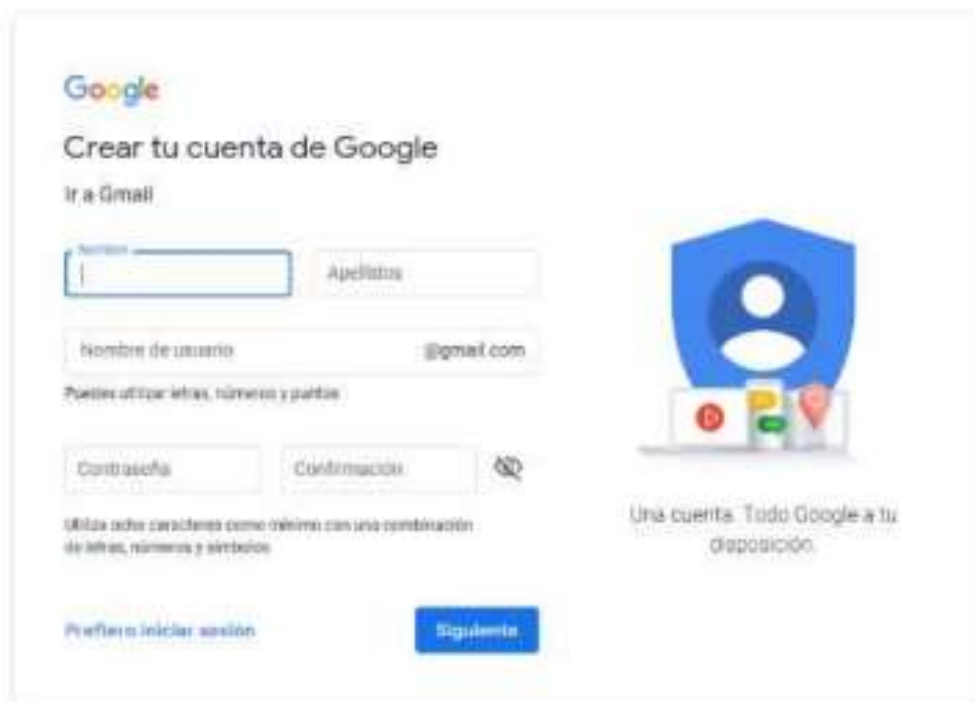 Google
Crear tu cuenta de Google
Ir a Gmail
Nombre
Apellidos
Nombre de usuario @gmail.com
Puedes utilizar letras, números y puntos
Contraseña
Confirmación
Utiliza ocho caracteres como mínimo con una combinación
de letras, números y símbolos
Una cuenta. Todo Google a tu
disposición.
Prefiero iniciar sesión
Siguiente